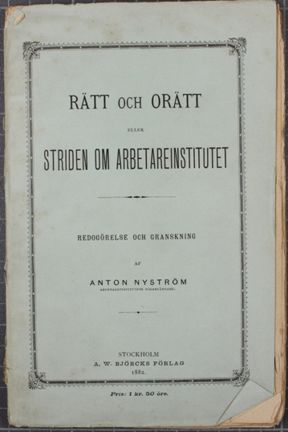 RÄTT OCH ORÄTT
ELLER
STRIDEN OM ARBETAREINSTITUTET
REDOGÖRELSE OCH GRANSKNING
AF
ANTON NYSTRÖM
STOCKHOLM
A. W. BJÖRCKS FÖRLAG
1882.
Pris: 1 kr. 50 öre.